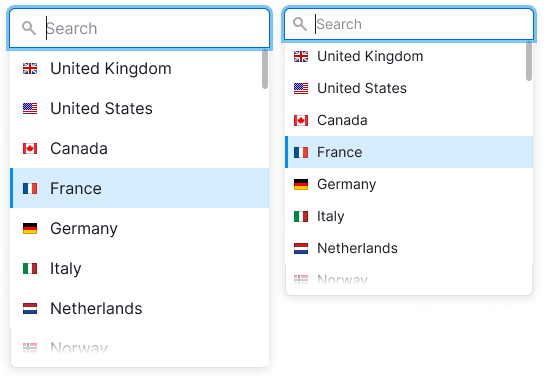 Search
United Kingdom
United States
Canada
France
Germany
Italy
Netherlands
Norway
Search
United Kingdom
United States
Canada
France
Germany
Italy
Netherlands
Norway